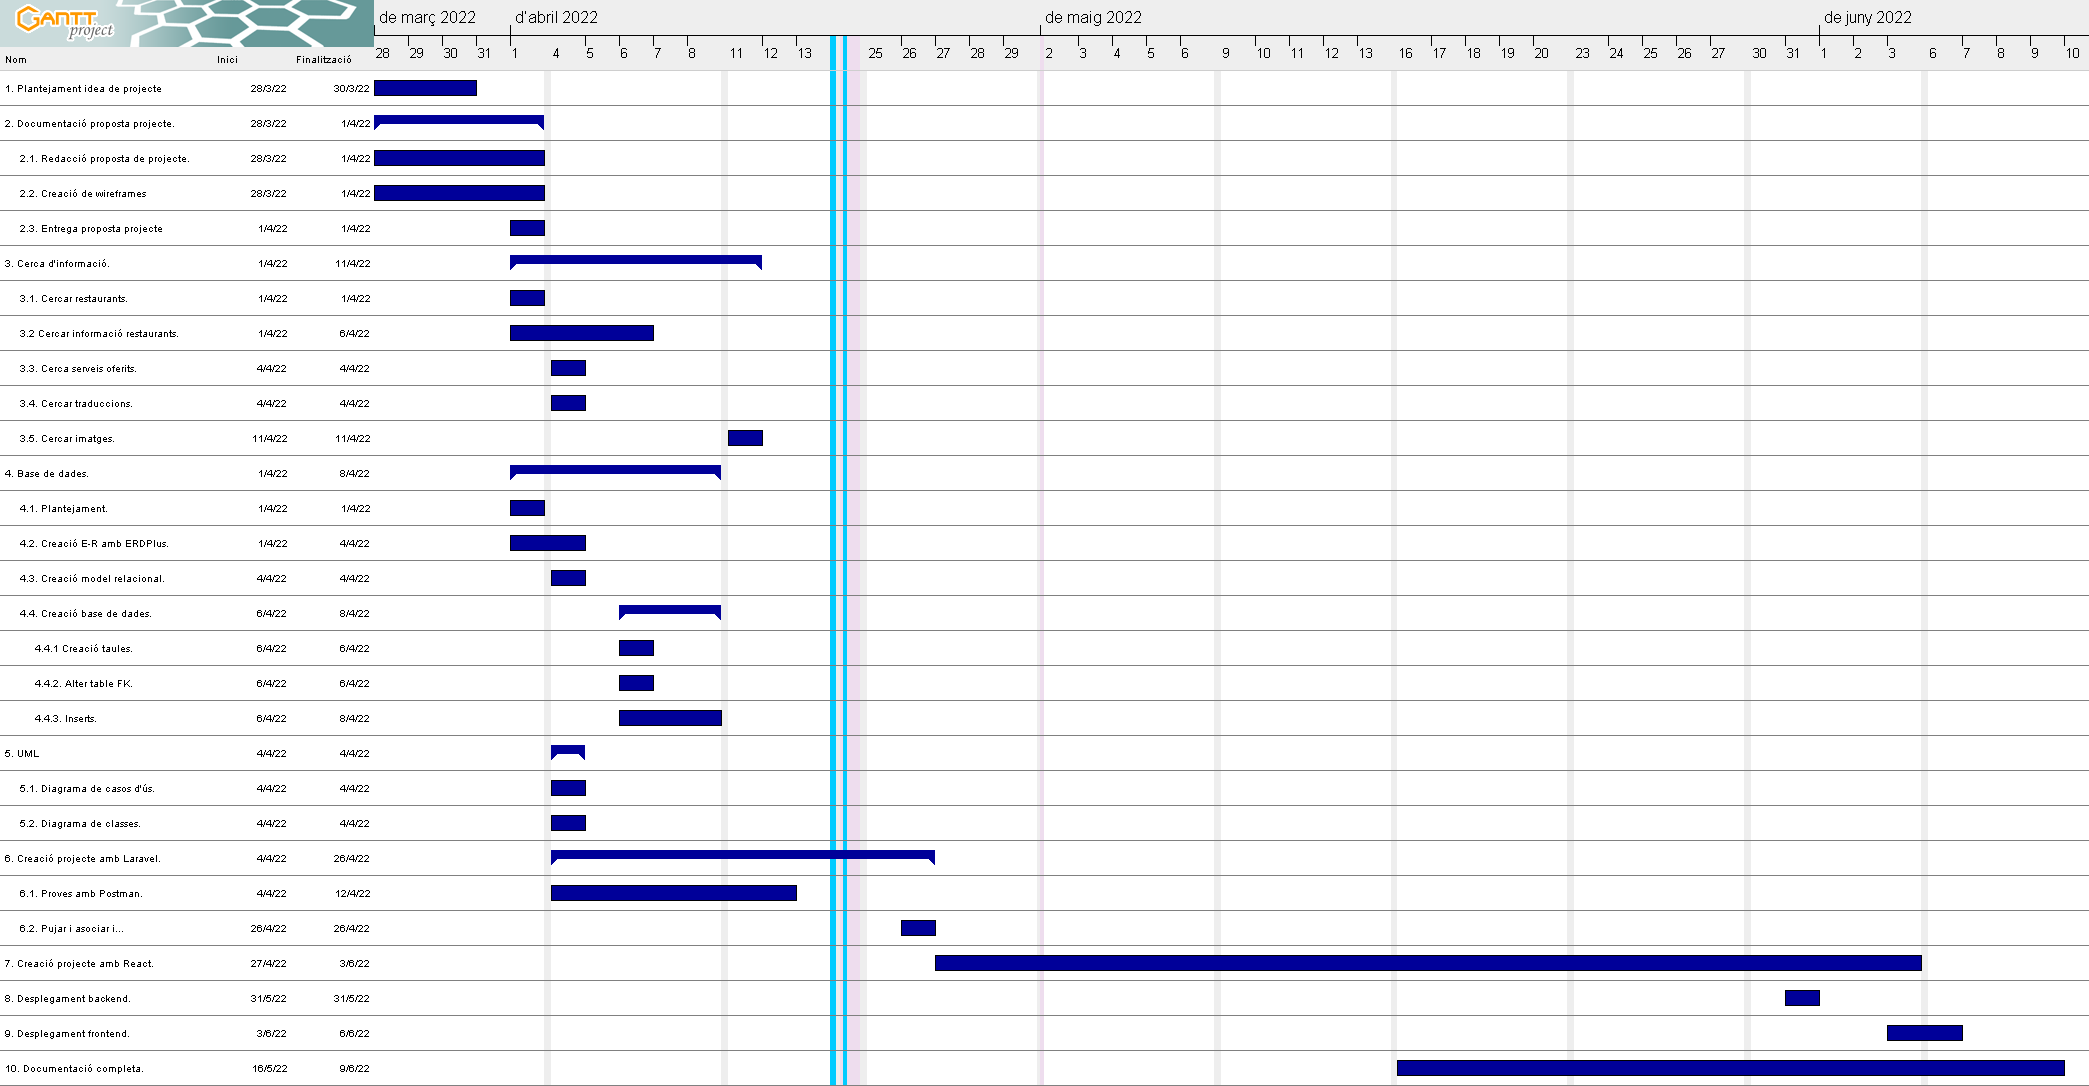 GANTT
project
de març 2022 d'abril 2022 de maig 2022 de juny 2022
28 29 30 31 1 4 5 6 7 8 11 12 13 25 26 27 28 29 2 3 4 5 6 9 10 11 12 13 16 17 18 19 20 23 24 25 26 27 30 31 1 2 3 6 7 8 9 10
Nom Inici Finalització
1. Plantejament idea de projecte 28/3/22 30/3/22
2. Documentació proposta projecte. 28/3/22 1/4/22
2.1. Redacció proposta de projecte. 28/3/22 1/4/22
2.2. Creació de wireframes 28/3/22 1/4/22
2.3. Entrega proposta projecte 1/4/22 1/4/22
3. Cerca d'informació. 1/4/22 11/4/22
3.1. Cercar restaurants. 1/4/22 1/4/22
3.2 Cercar informació restaurants. 1/4/22 6/4/22
3.3. Cerca serveis oferits. 4/4/22 4/4/22
3.4. Cercar traduccions. 4/4/22 4/4/22
3.5. Cercar imatges. 11/4/22 11/4/22
4. Base de dades. 1/4/22 8/4/22
4.1. Plantejament. 1/4/22 1/4/22
4.2. Creació E-R amb ERDPlus. 1/4/22 4/4/22
4.3. Creació model relacional. 4/4/22 4/4/22
4.4. Creació base de dades. 6/4/22 8/4/22
4.4.1 Creació taules. 6/4/22 6/4/22
4.4.2. Alter table FK. 6/4/22 6/4/22
4.4.3. Inserts. 6/4/22 8/4/22
5. UML 4/4/22 4/4/22
5.1. Diagrama de casos d'ús. 4/4/22 4/4/22
5.2. Diagrama de classes. 4/4/22 4/4/22
6. Creació projecte amb Laravel. 4/4/22 26/4/22
6.1. Proves amb Postman. 4/4/22 12/4/22
6.2. Pujar i asociar i... 26/4/22 26/4/22
7. Creació projecte amb React. 27/4/22 3/6/22
8. Desplegament backend. 31/5/22 31/5/22
9. Desplegament frontend. 3/6/22 6/6/22
10. Documentació completa. 16/5/22 9/6/22